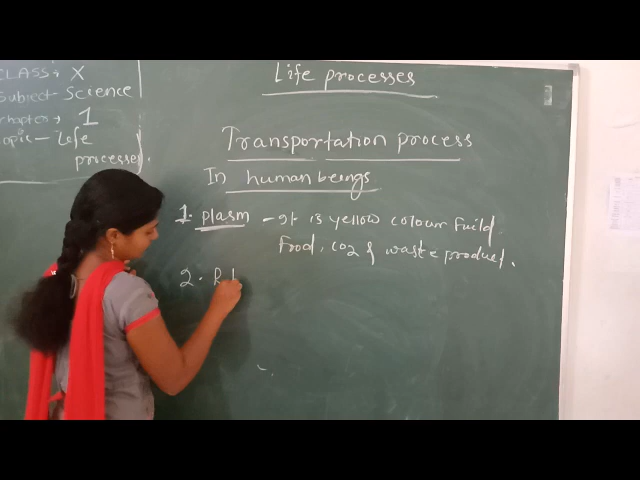 CLASS: X
Subject- Science
Chapter → 1
Topic - Life
processes.
Life processes
Transportation process
In human beings
1. plasm - It is yellow colour fuild.
Food, CO2 & waste product.
2. R